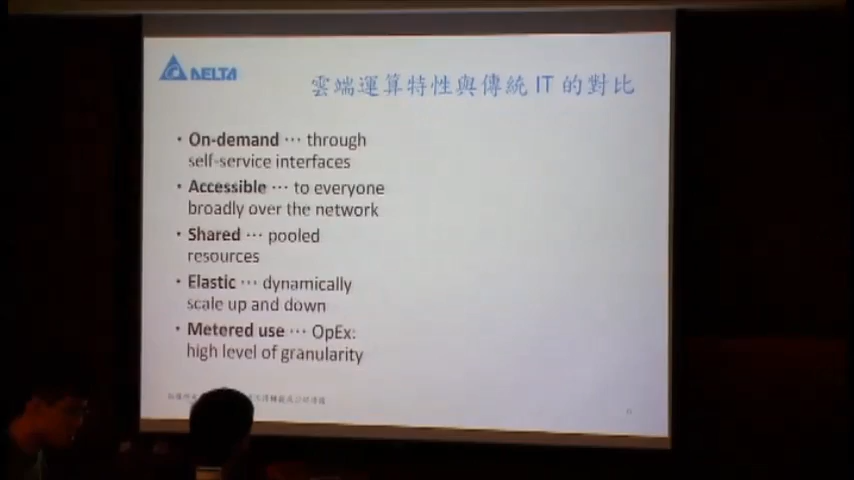 DELTA
雲端運算特性與傳統 IT 的對比
• On-demand ··· through
self-service interfaces
• Accessible ··· to everyone
broadly over the network
• Shared ··· pooled
resources
• Elastic ··· dynamically
scale up and down
• Metered use ··· OpEx:
high level of granularity